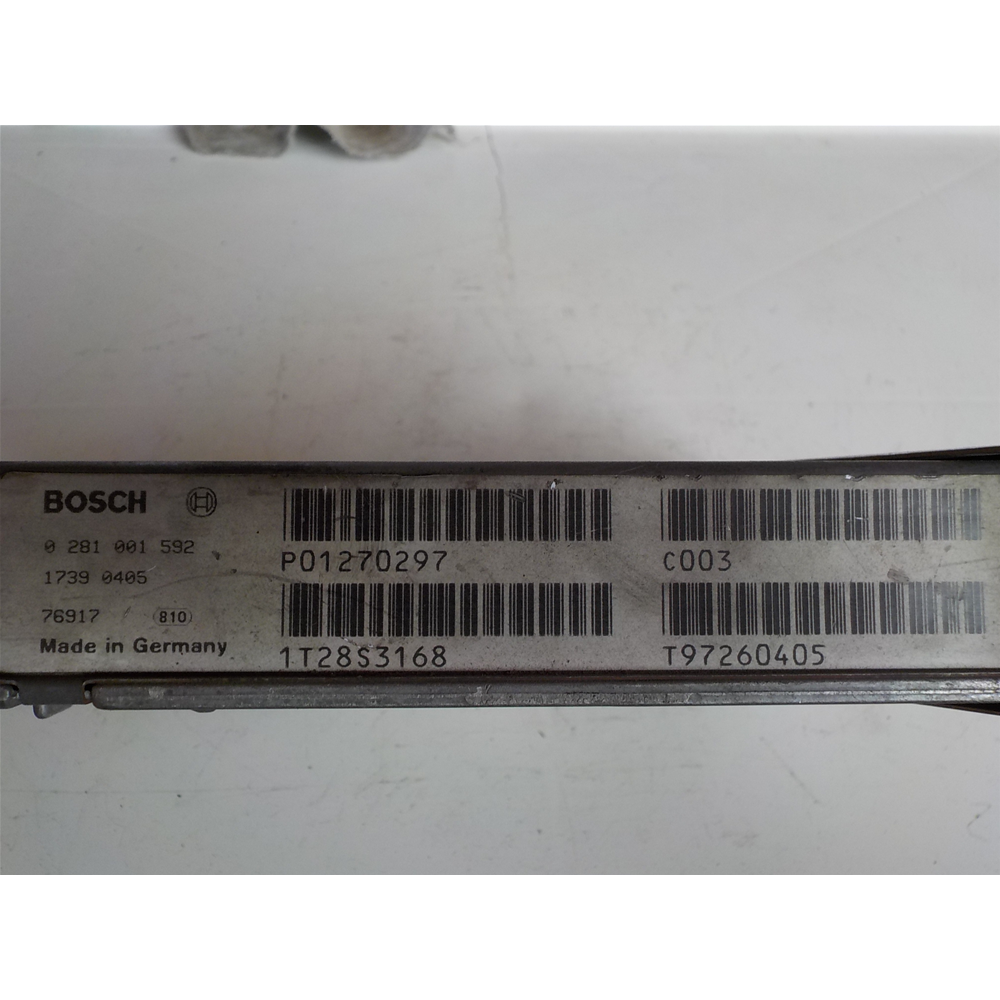 BOSCH
0 281 001 592
1739 0405
76917 810
Made in Germany
P01270297
1T28S3168
C003
T97260405